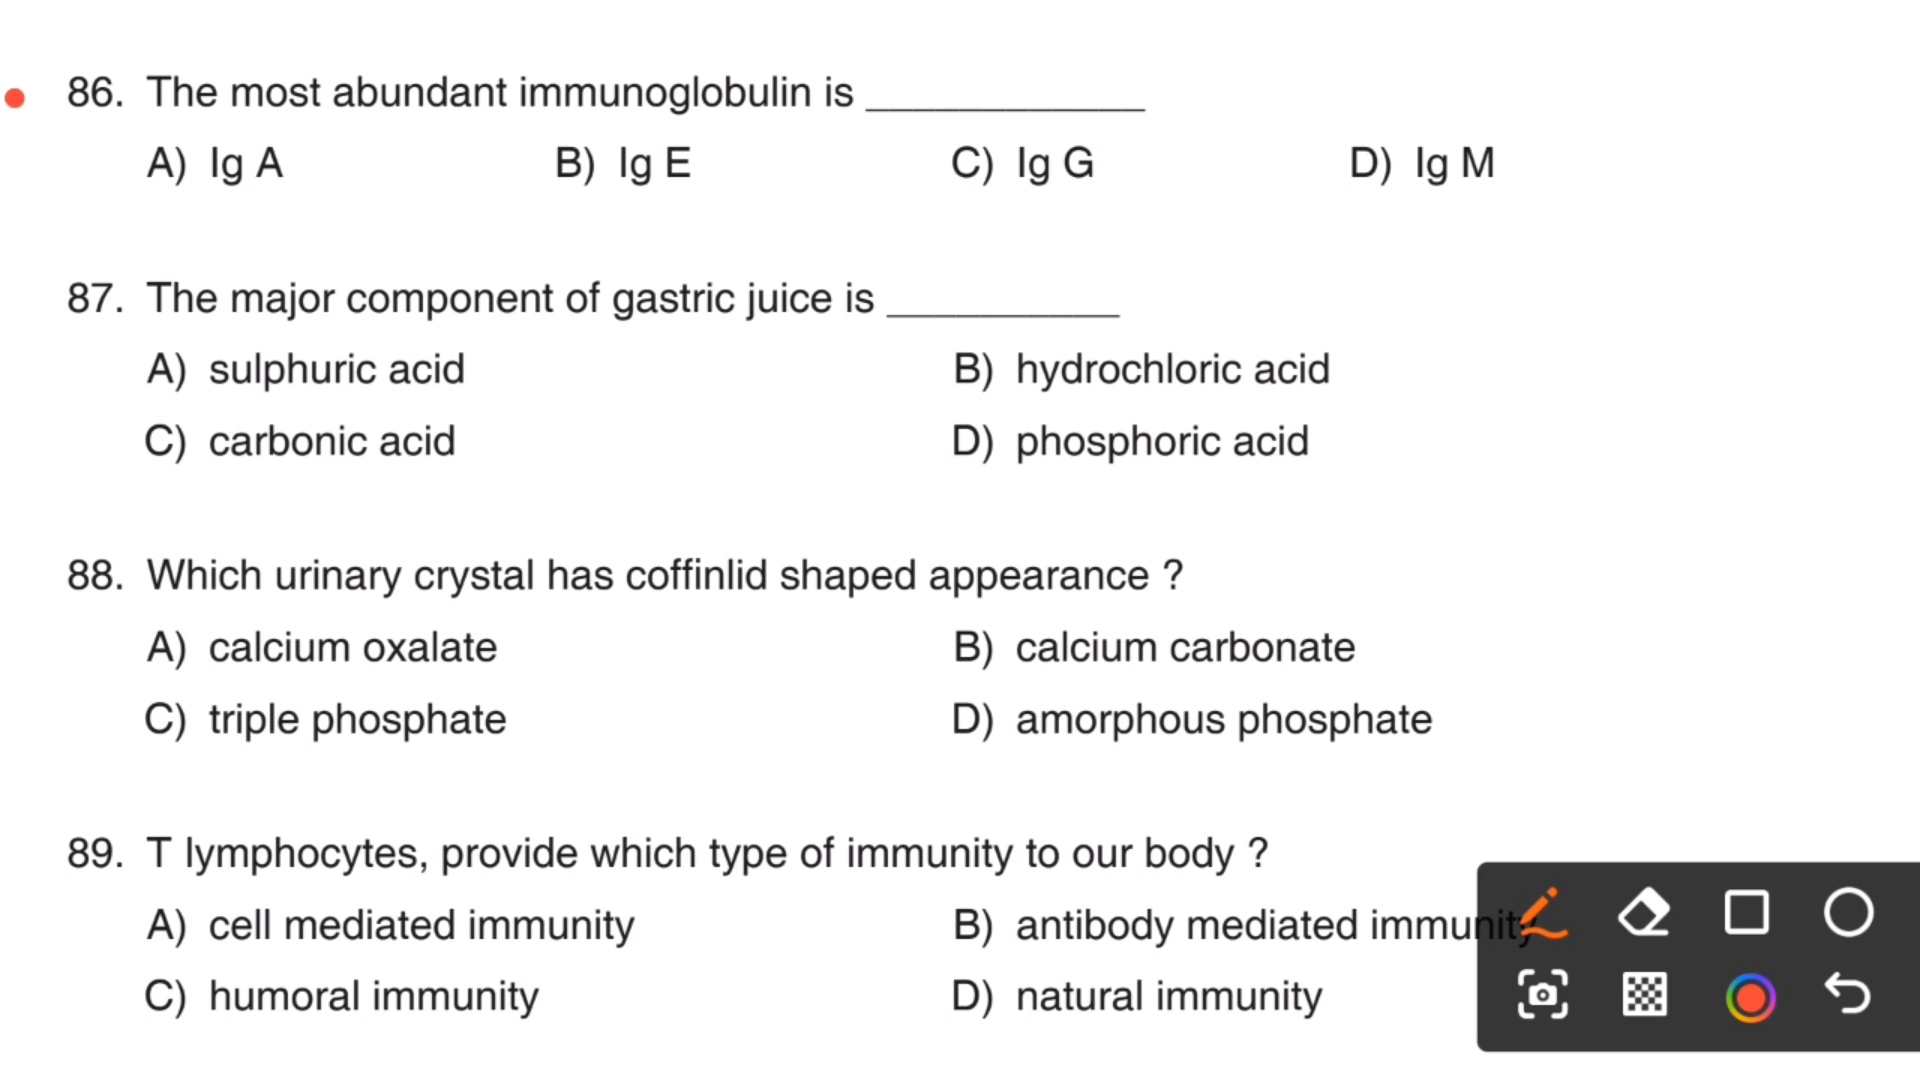 86. The most abundant immunoglobulin is ____________
A) Ig A B) Ig E C) Ig G D) Ig M
87. The major component of gastric juice is __________
A) sulphuric acid B) hydrochloric acid
C) carbonic acid D) phosphoric acid
88. Which urinary crystal has coffinlid shaped appearance ?
A) calcium oxalate B) calcium carbonate
C) triple phosphate D) amorphous phosphate
89. T lymphocytes, provide which type of immunity to our body ?
A) cell mediated immunity B) antibody mediated immunity
C) humoral immunity D) natural immunity